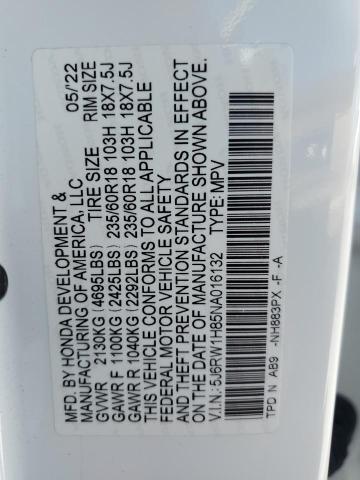 MFD. BY HONDA DEVELOPMENT & 05/22
MANUFACTURING OF AMERICA, LLC
TIRE SIZE RIM SIZE
GVWR 2130KG (4695LBS)
GAWR F 1100KG (2425LBS) 235/60R18 103H 18X7.5J
GAWR R 1040KG (2292LBS) 235/60R18 103H 18X7.5J
THIS VEHICLE CONFORMS TO ALL APPLICABLE
FEDERAL MOTOR VEHICLE SAFETY
AND THEFT PREVENTION STANDARDS IN EFFECT
ON THE DATE OF MANUFACTURE SHOWN ABOVE.
V.I.N.: 5J6RW1H85NA016132 TYPE: MPV
TPD N AB9 -NH883PX -F -A